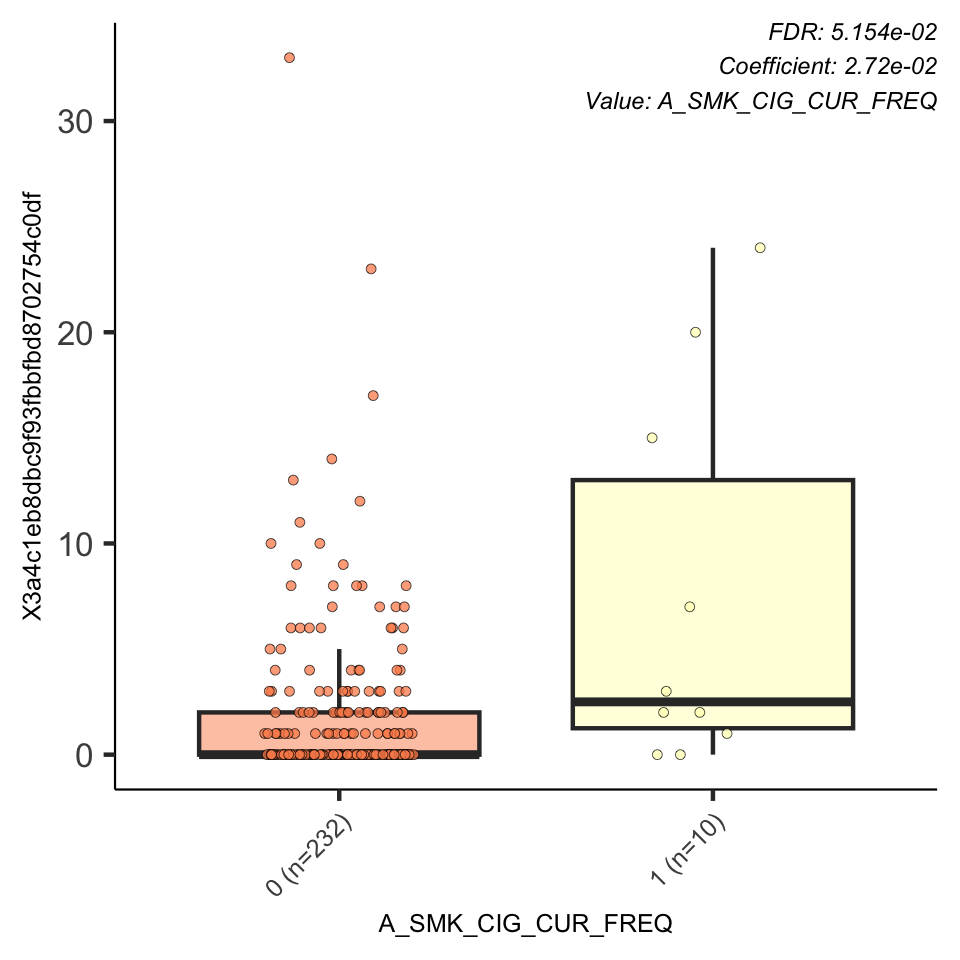 FDR: 5.154e-02
Coefficient: 2.72e-02
Value: A_SMK_CIG_CUR_FREQ
X3a4c1eb8dbc9f93fbbfbd8702754c0df
30
20
10
0
0 (n=232)
1 (n=10)
A_SMK_CIG_CUR_FREQ